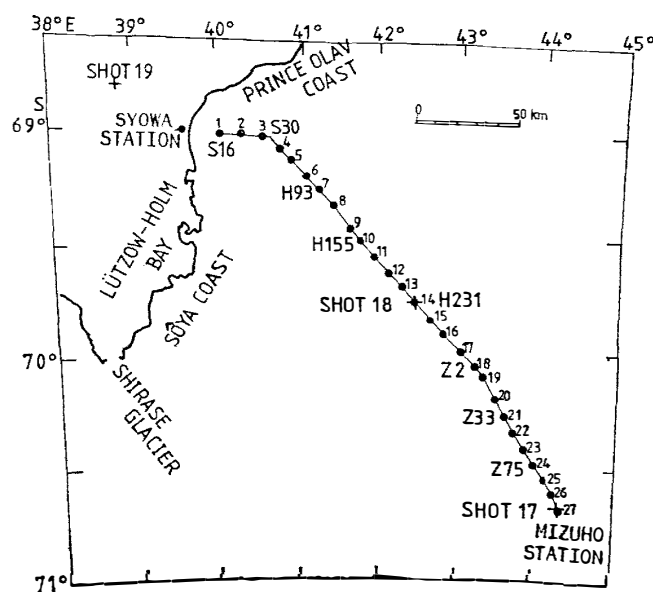 38°E
39°
40°
41°
42°
43°
44°
45°
SHOT 19
PRINCE OLAV
COAST
S
69°
SYOWA
STATION
0 50 km
1 2 3 S30
S16
4
5
6
H93 7
8
9
H155 10
11
12
13
LÜTZOW-HOLM
BAY
SÔYA COAST
SHOT 18 14 H231
15
16
17
70°
Z2 18
19
20
Z33 21
22
23
Z75 24
25
26
SHOT 17 27
SHIRASE
GLACIER
MIZUHO
STATION
71°